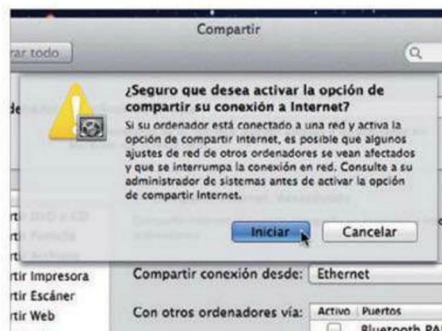 Compartir
rar todo
¿Seguro que desea activar la opción de
compartir su conexión a Internet?
Si su ordenador está conectado a una red y activa la
opción de compartir Internet, es posible que algunos
ajustes de red de otros ordenadores se vean afectados
y que se interrumpa la conexión en red. Consulte a su
administrador de sistemas antes de activar la opción
de compartir Internet.
Iniciar Cancelar
rtir Impresora
rtir Escáner
rtir Web
Compartir conexión desde: Ethernet
Con otros ordenadores vía: Activo Puertos
Bluetooth PA